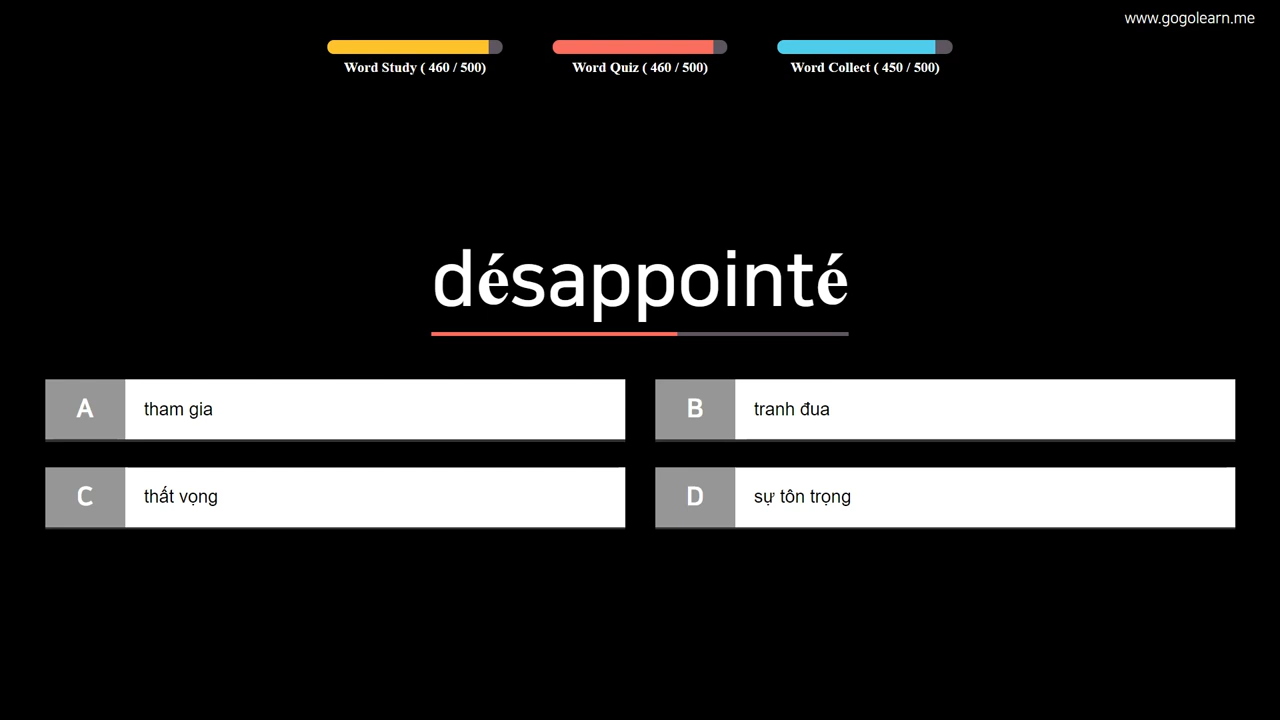 www.gogolearn.me
Word Study ( 460 / 500)
Word Quiz ( 460 / 500)
Word Collect ( 450 / 500)
désappointé
A tham gia
B tranh đua
C thất vọng
D sự tôn trọng